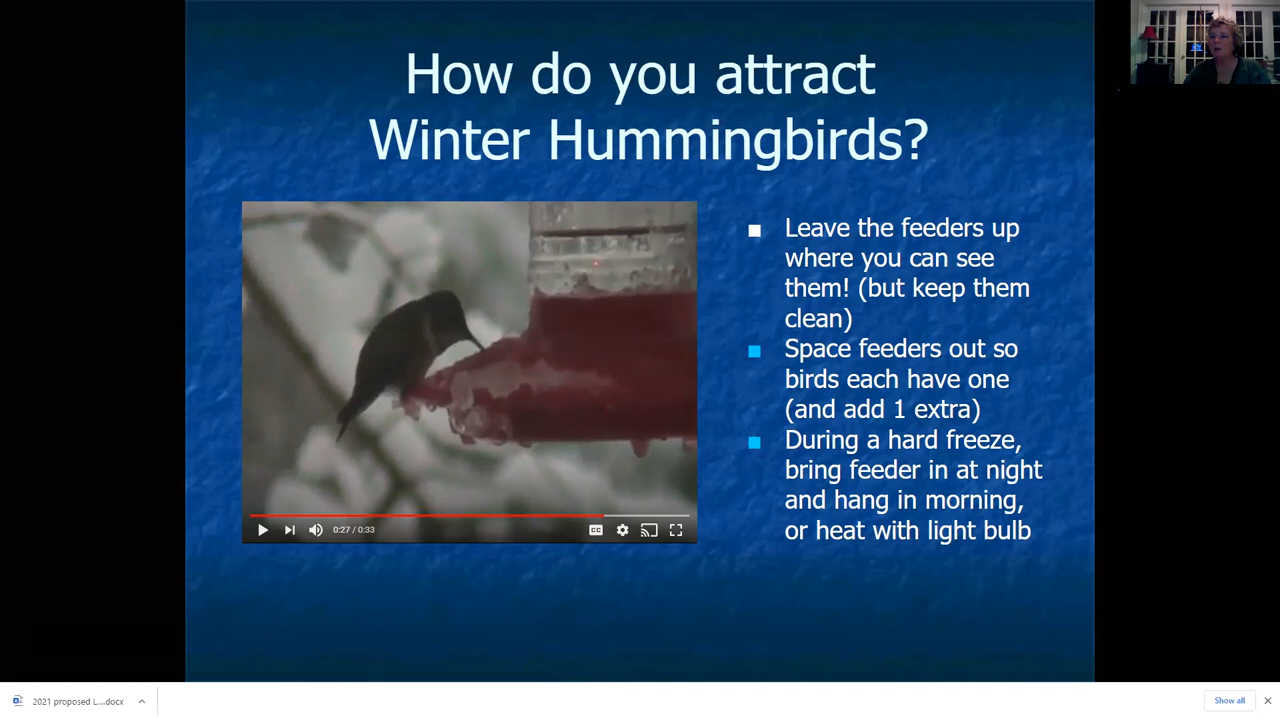 How do you attract
Winter Hummingbirds?
Leave the feeders up
where you can see
them! (but keep them
clean)
Space feeders out so
birds each have one
(and add 1 extra)
During a hard freeze,
bring feeder in at night
and hang in morning,
or heat with light bulb
0:27 / 0:33
CC
2021 proposed L....docx
Show all